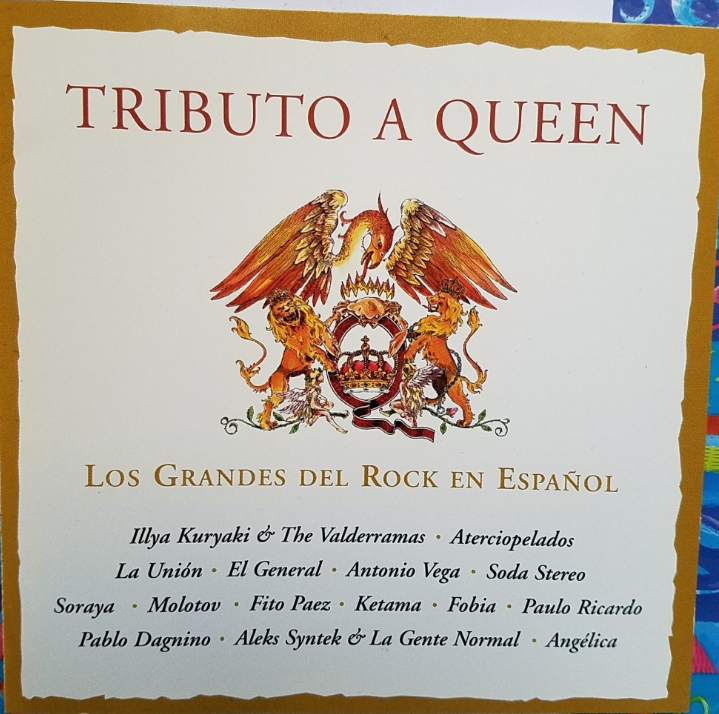 TRIBUTO A QUEEN
LOS GRANDES DEL ROCK EN ESPAÑOL
Illya Kuryaki & The Valderramas · Aterciopelados
La Unión · El General · Antonio Vega · Soda Stereo
Soraya · Molotov · Fito Paez · Ketama · Fobia · Paulo Ricardo
Pablo Dagnino · Aleks Syntek & La Gente Normal · Angélica